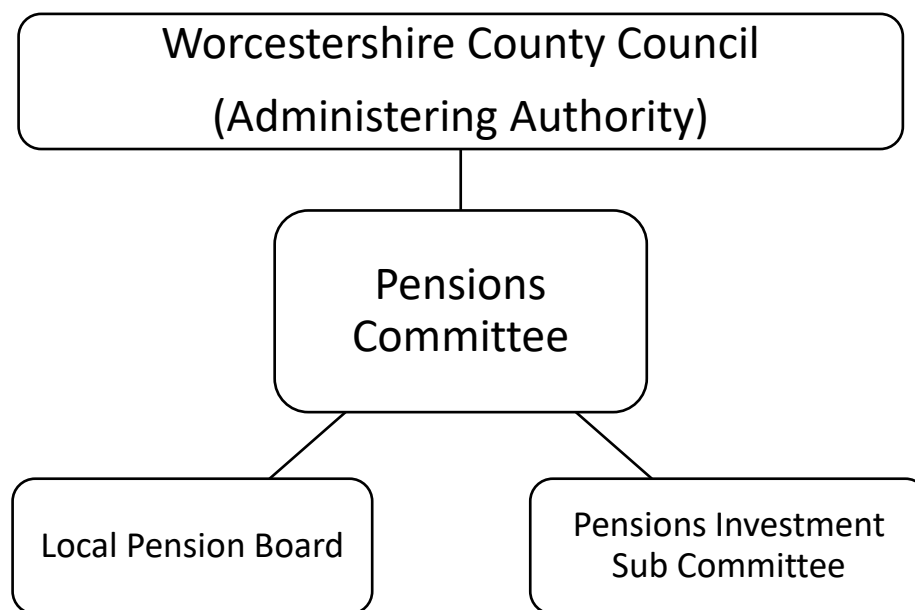 Worcestershire County Council
(Administering Authority)
Pensions
Committee
Local Pension Board
Pensions Investment
Sub Committee